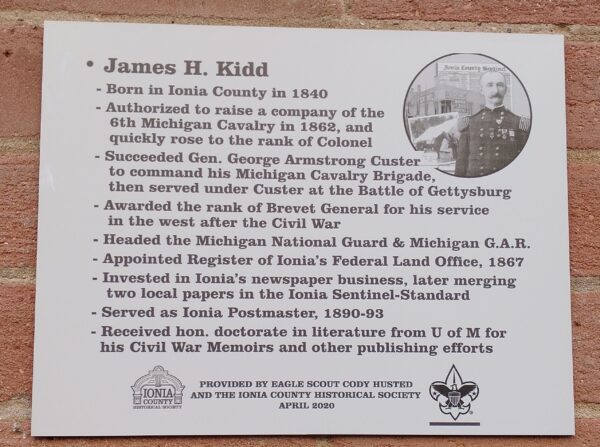 • James H. Kidd
- Born in Ionia County in 1840
- Authorized to raise a company of the
6th Michigan Cavalry in 1862, and
quickly rose to the rank of Colonel
- Succeeded Gen. George Armstrong Custer
to command his Michigan Cavalry Brigade,
then served under Custer at the Battle of Gettysburg
- Awarded the rank of Brevet General for his service
in the west after the Civil War
- Headed the Michigan National Guard & Michigan G.A.R.
- Appointed Register of Ionia's Federal Land Office, 1867
- Invested in Ionia's newspaper business, later merging
two local papers in the Ionia Sentinel-Standard
- Served as Ionia Postmaster, 1890-93
- Received hon. doctorate in literature from U of M for
his Civil War Memoirs and other publishing efforts
Ionia County Sentinel
IONIA
COUNTY
HISTORICAL SOCIETY
PROVIDED BY EAGLE SCOUT CODY HUSTED
AND THE IONIA COUNTY HISTORICAL SOCIETY
APRIL 2020